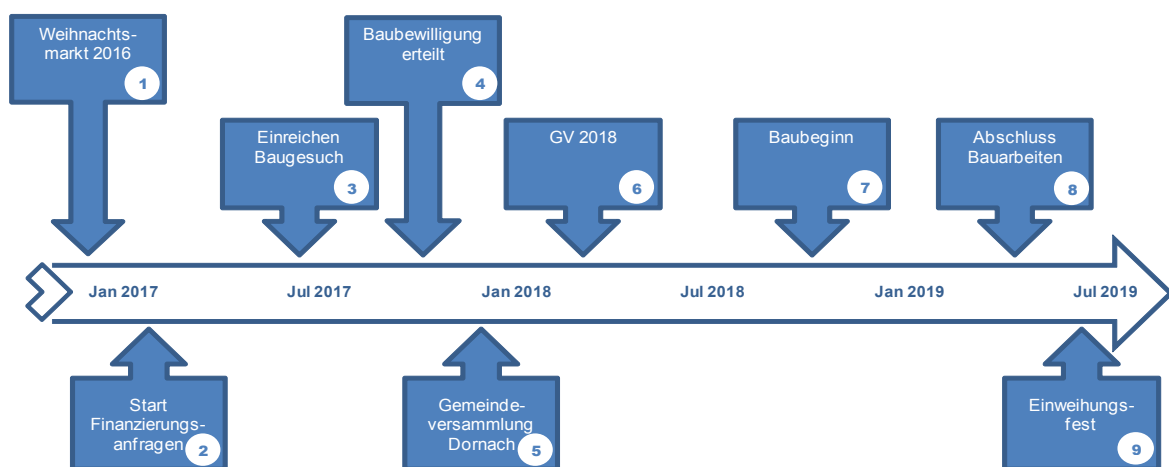 Weihnachts-
markt 2016
1
Baubewilligung
erteilt
4
Einreichen
Baugesuch
3
GV 2018
6
Baubeginn
7
Abschluss
Bauarbeiten
8
Jan 2017
Jul 2017
Jan 2018
Jul 2018
Jan 2019
Jul 2019
Start
Finanzierungs-
anfragen
2
Gemeinde-
versammlung
Dornach
5
Einweihungs-
fest
9